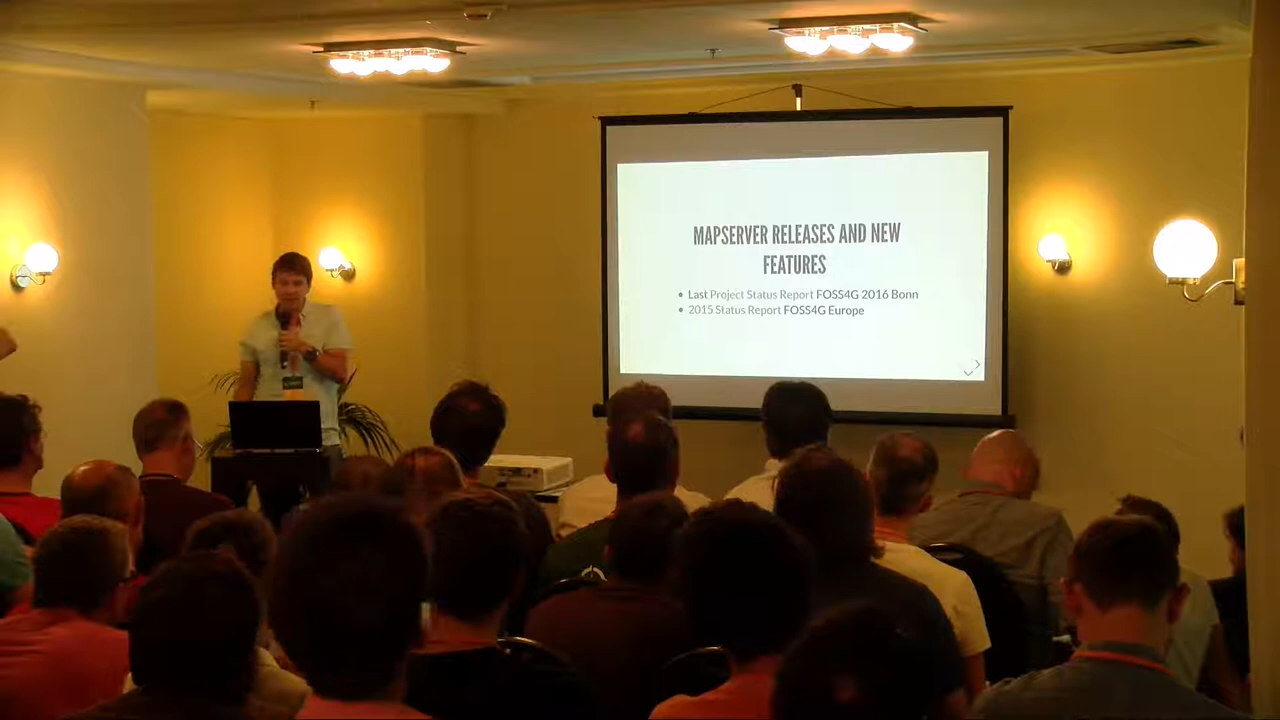 MAPSERVER RELEASES AND NEW
FEATURES
• Last Project Status Report FOSS4G 2016 Bonn
• 2015 Status Report FOSS4G Europe